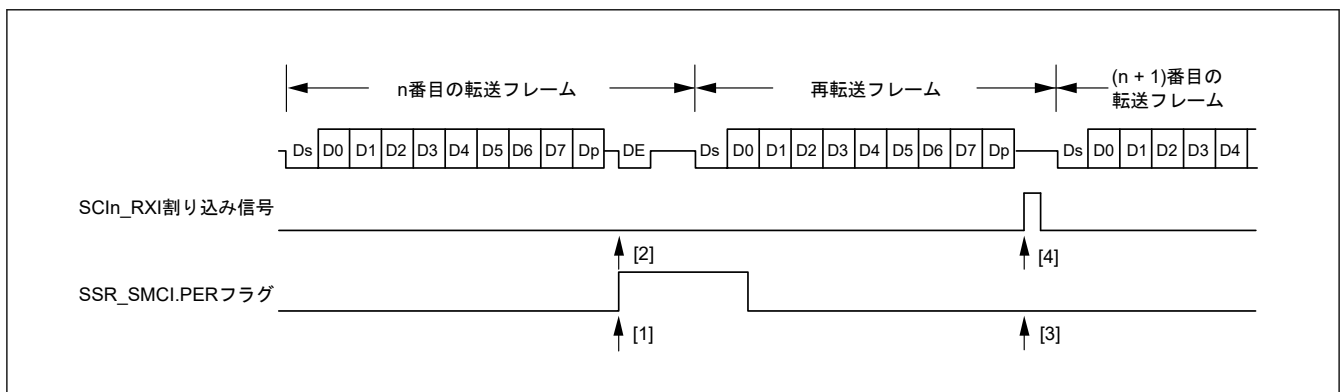 n番目の転送フレーム
再転送フレーム
(n + 1)番目の
転送フレーム
Ds D0 D1 D2 D3 D4 D5 D6 D7 Dp DE Ds D0 D1 D2 D3 D4 D5 D6 D7 Dp Ds D0 D1 D2 D3 D4
SCIn_RXI割り込み信号
[2]
[4]
SSR_SMCI.PERフラグ
[1]
[3]